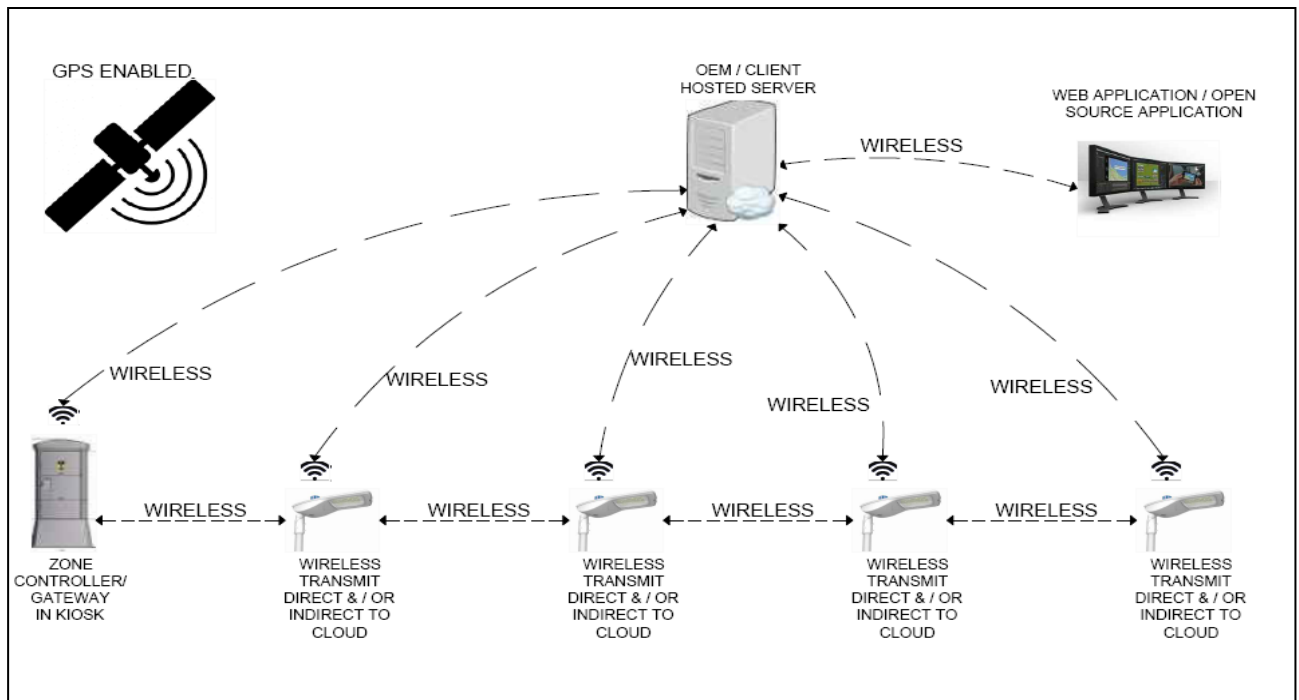 GPS ENABLED
OEM / CLIENT
HOSTED SERVER
WEB APPLICATION / OPEN
SOURCE APPLICATION
WIRELESS
WIRELESS
WIRELESS
WIRELESS
WIRELESS
WIRELESS
WIRELESS
WIRELESS
WIRELESS
WIRELESS
ZONE
CONTROLLER/
GATEWAY
IN KIOSK
WIRELESS
TRANSMIT
DIRECT & / OR
INDIRECT TO
CLOUD
WIRELESS
TRANSMIT
DIRECT & / OR
INDIRECT TO
CLOUD
WIRELESS
TRANSMIT
DIRECT & / OR
INDIRECT TO
CLOUD
WIRELESS
TRANSMIT
DIRECT & / OR
INDIRECT TO
CLOUD